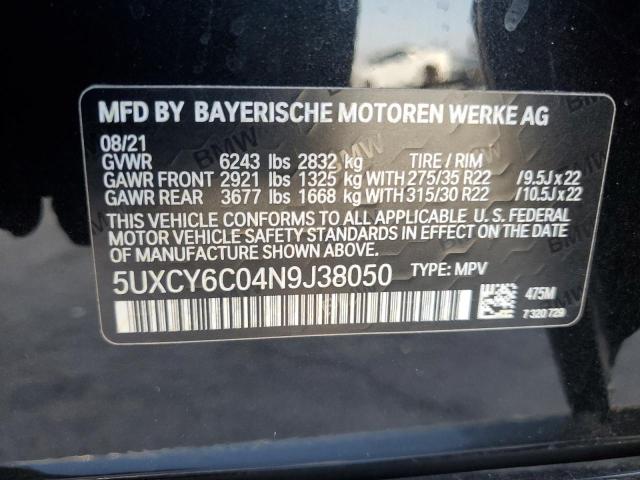 MFD BY BAYERISCHE MOTOREN WERKE AG
08/21
GVWR 6243 lbs 2832 kg TIRE / RIM
GAWR FRONT 2921 lbs 1325 kg WITH 275/35 R22 /9.5J x 22
GAWR REAR 3677 lbs 1668 kg WITH 315/30 R22 /10.5J x 22
THIS VEHICLE CONFORMS TO ALL APPLICABLE U. S. FEDERAL
MOTOR VEHICLE SAFETY STANDARDS IN EFFECT ON THE DATE
OF MANUFACTURE SHOWN ABOVE.
5UXCY6C04N9J38050 TYPE: MPV
475M
7 320 729